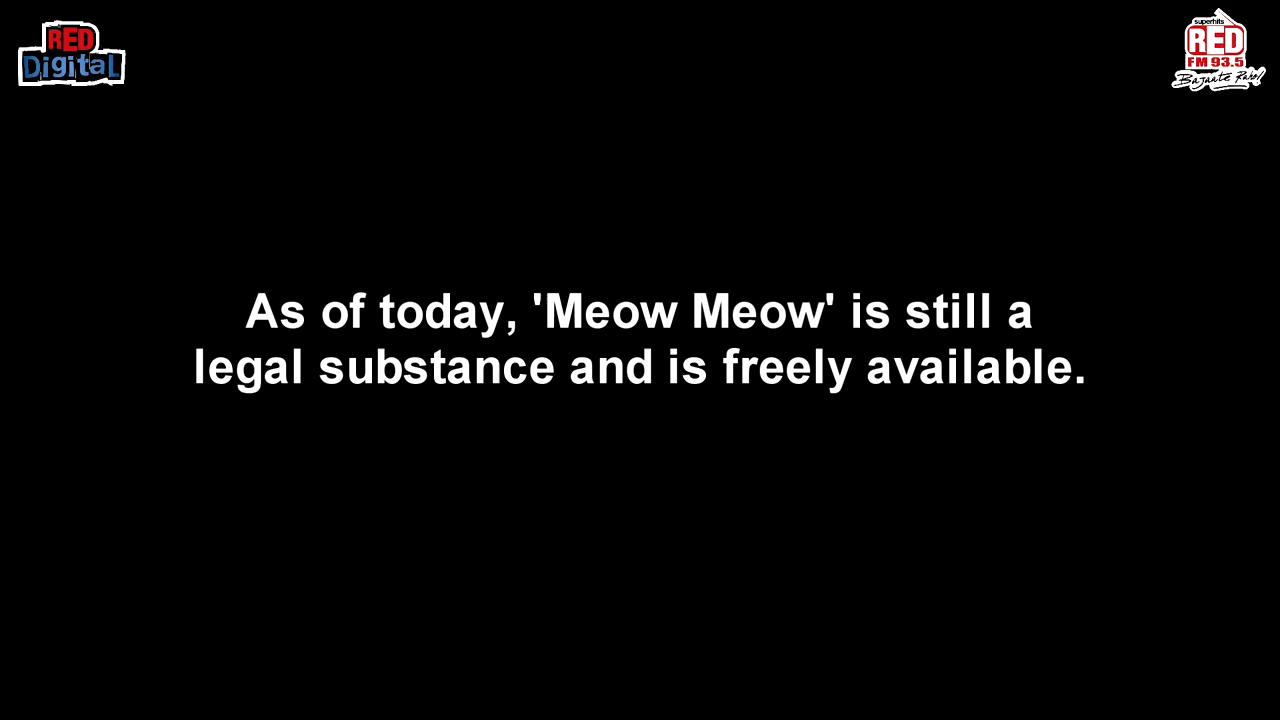 RED
Digital
superhits
RED
FM 93.5
Bajaate Raho!
As of today, 'Meow Meow' is still a
legal substance and is freely available.